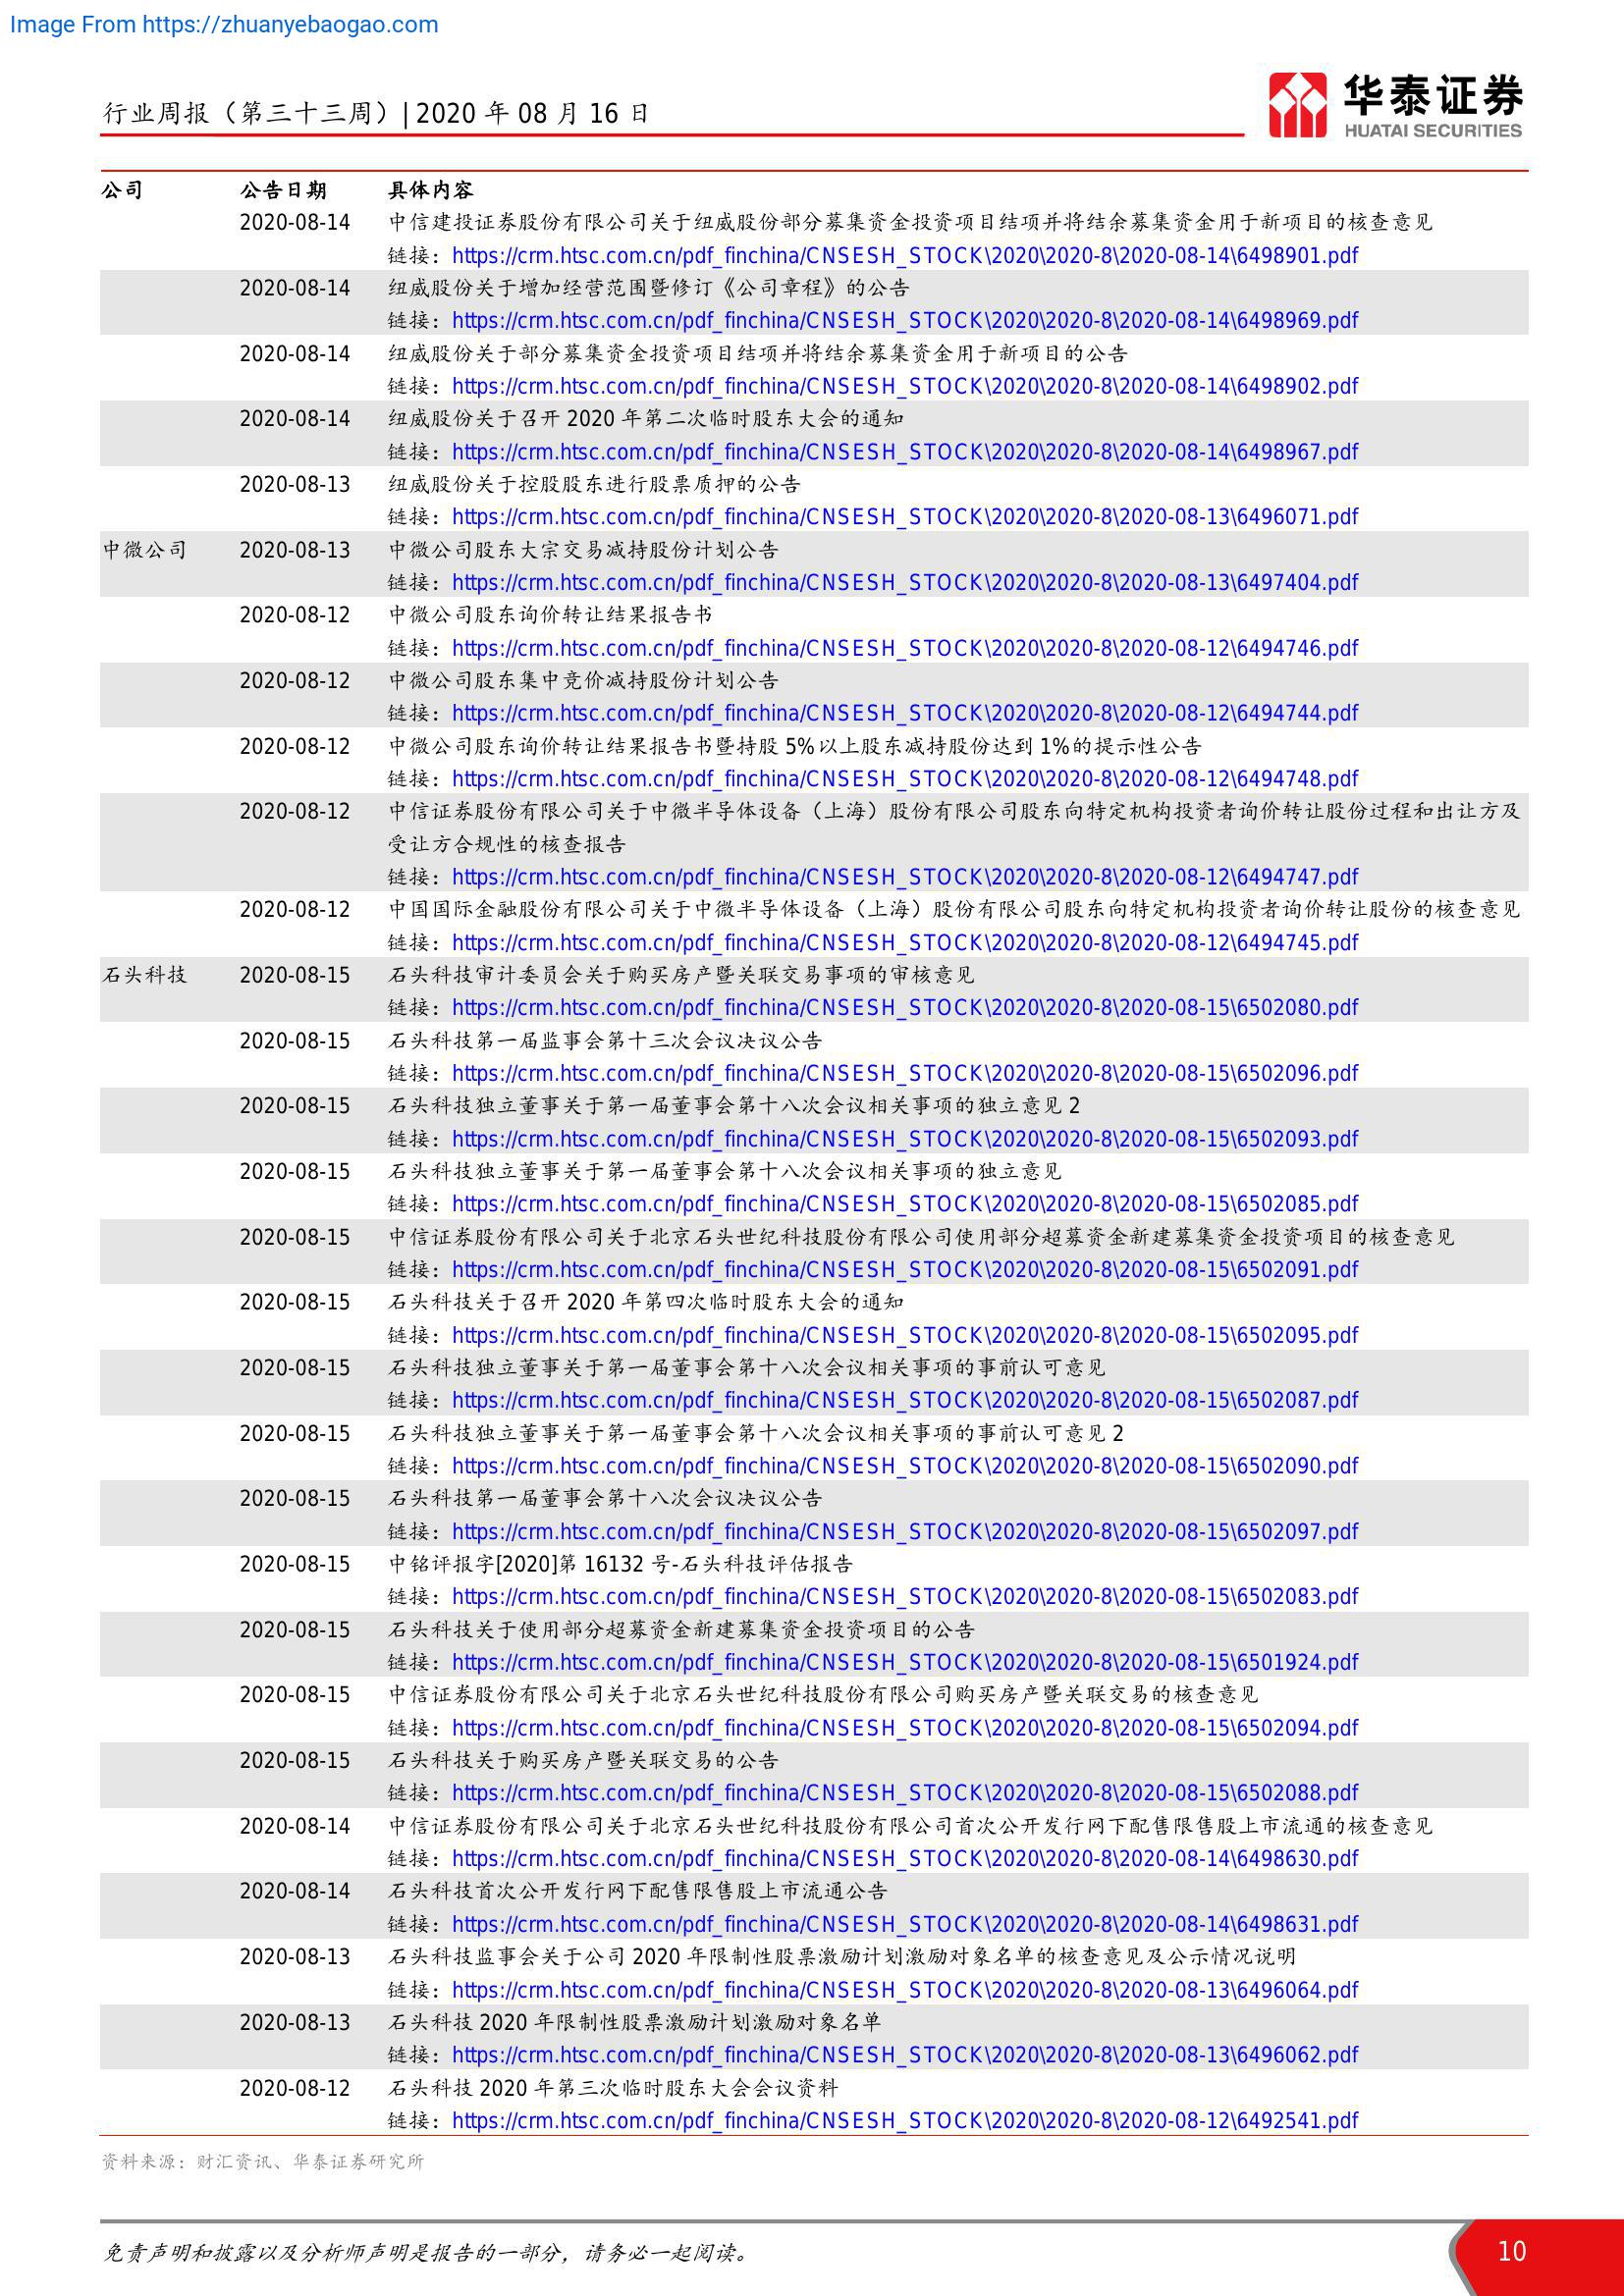 Image From https://zhuanyebaogao.com
行业周报（第三十三周）| 2020 年 08 月 16 日
华泰证券
HUATAI SECURITIES
公司 公告日期 具体内容
2020-08-14 中信建投证券股份有限公司关于纽威股份部分募集资金投资项目结项并将结余募集资金用于新项目的核查意见
链接：https://crm.htsc.com.cn/pdf_finchina/CNSESH_STOCK\2020\2020-8\2020-08-14\6498901.pdf
2020-08-14 纽威股份关于增加经营范围暨修订《公司章程》的公告
链接：https://crm.htsc.com.cn/pdf_finchina/CNSESH_STOCK\2020\2020-8\2020-08-14\6498969.pdf
2020-08-14 纽威股份关于部分募集资金投资项目结项并将结余募集资金用于新项目的公告
链接：https://crm.htsc.com.cn/pdf_finchina/CNSESH_STOCK\2020\2020-8\2020-08-14\6498902.pdf
2020-08-14 纽威股份关于召开 2020 年第二次临时股东大会的通知
链接：https://crm.htsc.com.cn/pdf_finchina/CNSESH_STOCK\2020\2020-8\2020-08-14\6498967.pdf
2020-08-13 纽威股份关于控股股东进行股票质押的公告
链接：https://crm.htsc.com.cn/pdf_finchina/CNSESH_STOCK\2020\2020-8\2020-08-13\6496071.pdf
中微公司 2020-08-13 中微公司股东大宗交易减持股份计划公告
链接：https://crm.htsc.com.cn/pdf_finchina/CNSESH_STOCK\2020\2020-8\2020-08-13\6497404.pdf
2020-08-12 中微公司股东询价转让结果报告书
链接：https://crm.htsc.com.cn/pdf_finchina/CNSESH_STOCK\2020\2020-8\2020-08-12\6494746.pdf
2020-08-12 中微公司股东集中竞价减持股份计划公告
链接：https://crm.htsc.com.cn/pdf_finchina/CNSESH_STOCK\2020\2020-8\2020-08-12\6494744.pdf
2020-08-12 中微公司股东询价转让结果报告书暨持股 5%以上股东减持股份达到 1%的提示性公告
链接：https://crm.htsc.com.cn/pdf_finchina/CNSESH_STOCK\2020\2020-8\2020-08-12\6494748.pdf
2020-08-12 中信证券股份有限公司关于中微半导体设备（上海）股份有限公司股东向特定机构投资者询价转让股份过程和出让方及
受让方合规性的核查报告
链接：https://crm.htsc.com.cn/pdf_finchina/CNSESH_STOCK\2020\2020-8\2020-08-12\6494747.pdf
2020-08-12 中国国际金融股份有限公司关于中微半导体设备（上海）股份有限公司股东向特定机构投资者询价转让股份的核查意见
链接：https://crm.htsc.com.cn/pdf_finchina/CNSESH_STOCK\2020\2020-8\2020-08-12\6494745.pdf
石头科技 2020-08-15 石头科技审计委员会关于购买房产暨关联交易事项的审核意见
链接：https://crm.htsc.com.cn/pdf_finchina/CNSESH_STOCK\2020\2020-8\2020-08-15\6502080.pdf
2020-08-15 石头科技第一届监事会第十三次会议决议公告
链接：https://crm.htsc.com.cn/pdf_finchina/CNSESH_STOCK\2020\2020-8\2020-08-15\6502096.pdf
2020-08-15 石头科技独立董事关于第一届董事会第十八次会议相关事项的独立意见 2
链接：https://crm.htsc.com.cn/pdf_finchina/CNSESH_STOCK\2020\2020-8\2020-08-15\6502093.pdf
2020-08-15 石头科技独立董事关于第一届董事会第十八次会议相关事项的独立意见
链接：https://crm.htsc.com.cn/pdf_finchina/CNSESH_STOCK\2020\2020-8\2020-08-15\6502085.pdf
2020-08-15 中信证券股份有限公司关于北京石头世纪科技股份有限公司使用部分超募资金新建募集资金投资项目的核查意见
链接：https://crm.htsc.com.cn/pdf_finchina/CNSESH_STOCK\2020\2020-8\2020-08-15\6502091.pdf
2020-08-15 石头科技关于召开 2020 年第四次临时股东大会的通知
链接：https://crm.htsc.com.cn/pdf_finchina/CNSESH_STOCK\2020\2020-8\2020-08-15\6502095.pdf
2020-08-15 石头科技独立董事关于第一届董事会第十八次会议相关事项的事前认可意见
链接：https://crm.htsc.com.cn/pdf_finchina/CNSESH_STOCK\2020\2020-8\2020-08-15\6502087.pdf
2020-08-15 石头科技独立董事关于第一届董事会第十八次会议相关事项的事前认可意见 2
链接：https://crm.htsc.com.cn/pdf_finchina/CNSESH_STOCK\2020\2020-8\2020-08-15\6502090.pdf
2020-08-15 石头科技第一届董事会第十八次会议决议公告
链接：https://crm.htsc.com.cn/pdf_finchina/CNSESH_STOCK\2020\2020-8\2020-08-15\6502097.pdf
2020-08-15 中铭评报字[2020]第 16132 号-石头科技评估报告
链接：https://crm.htsc.com.cn/pdf_finchina/CNSESH_STOCK\2020\2020-8\2020-08-15\6502083.pdf
2020-08-15 石头科技关于使用部分超募资金新建募集资金投资项目的公告
链接：https://crm.htsc.com.cn/pdf_finchina/CNSESH_STOCK\2020\2020-8\2020-08-15\6501924.pdf
2020-08-15 中信证券股份有限公司关于北京石头世纪科技股份有限公司购买房产暨关联交易的核查意见
链接：https://crm.htsc.com.cn/pdf_finchina/CNSESH_STOCK\2020\2020-8\2020-08-15\6502094.pdf
2020-08-15 石头科技关于购买房产暨关联交易的公告
链接：https://crm.htsc.com.cn/pdf_finchina/CNSESH_STOCK\2020\2020-8\2020-08-15\6502088.pdf
2020-08-14 中信证券股份有限公司关于北京石头世纪科技股份有限公司首次公开发行网下配售限售股上市流通的核查意见
链接：https://crm.htsc.com.cn/pdf_finchina/CNSESH_STOCK\2020\2020-8\2020-08-14\6498630.pdf
2020-08-14 石头科技首次公开发行网下配售限售股上市流通公告
链接：https://crm.htsc.com.cn/pdf_finchina/CNSESH_STOCK\2020\2020-8\2020-08-14\6498631.pdf
2020-08-13 石头科技监事会关于公司 2020 年限制性股票激励计划激励对象名单的核查意见及公示情况说明
链接：https://crm.htsc.com.cn/pdf_finchina/CNSESH_STOCK\2020\2020-8\2020-08-13\6496064.pdf
2020-08-13 石头科技 2020 年限制性股票激励计划激励对象名单
链接：https://crm.htsc.com.cn/pdf_finchina/CNSESH_STOCK\2020\2020-8\2020-08-13\6496062.pdf
2020-08-12 石头科技 2020 年第三次临时股东大会会议资料
链接：https://crm.htsc.com.cn/pdf_finchina/CNSESH_STOCK\2020\2020-8\2020-08-12\6492541.pdf
资料来源：财汇资讯、华泰证券研究所
免责声明和披露以及分析师声明是报告的一部分，请务必一起阅读。 10